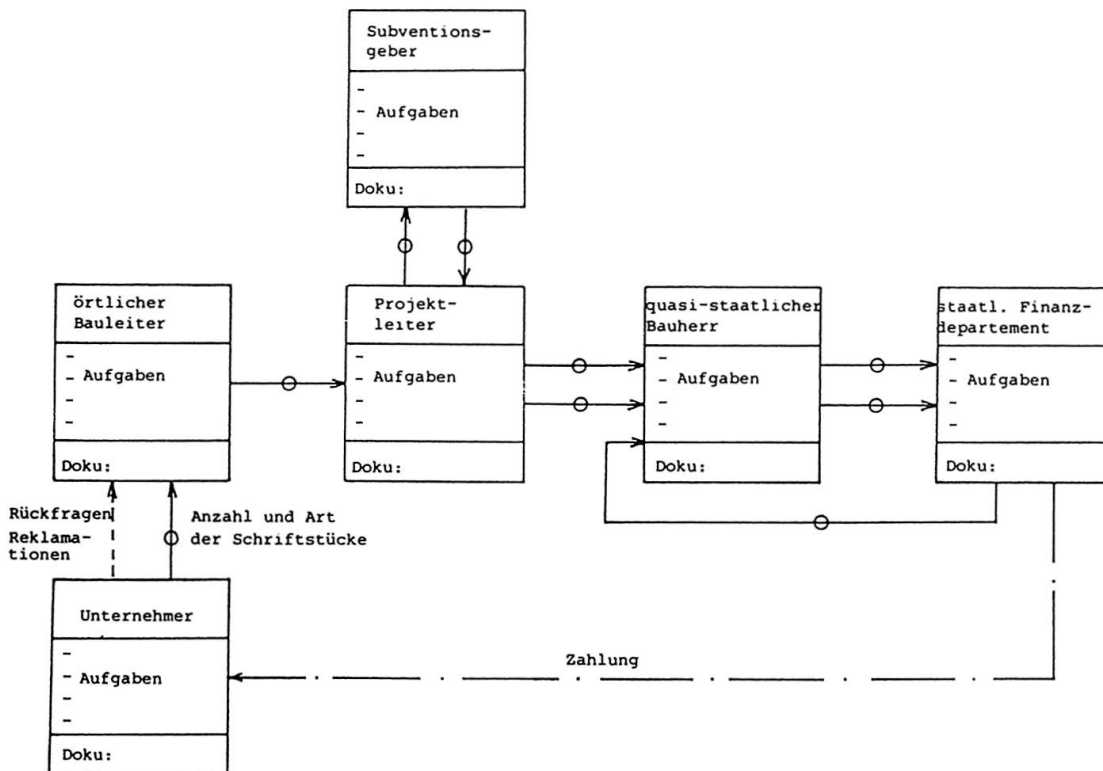 Subventions-
geber
-
- Aufgaben
-
-
Doku:
örtlicher
Bauleiter
-
- Aufgaben
-
-
Doku:
Projekt-
leiter
-
- Aufgaben
-
-
Doku:
quasi-staatlicher
Bauherr
-
- Aufgaben
-
-
Doku:
staatl. Finanz-
departement
-
- Aufgaben
-
-
Doku:
Rückfragen
Reklama-
tionen
Anzahl und Art
der Schriftstücke
Unternehmer
-
- Aufgaben
-
-
Doku:
Zahlung